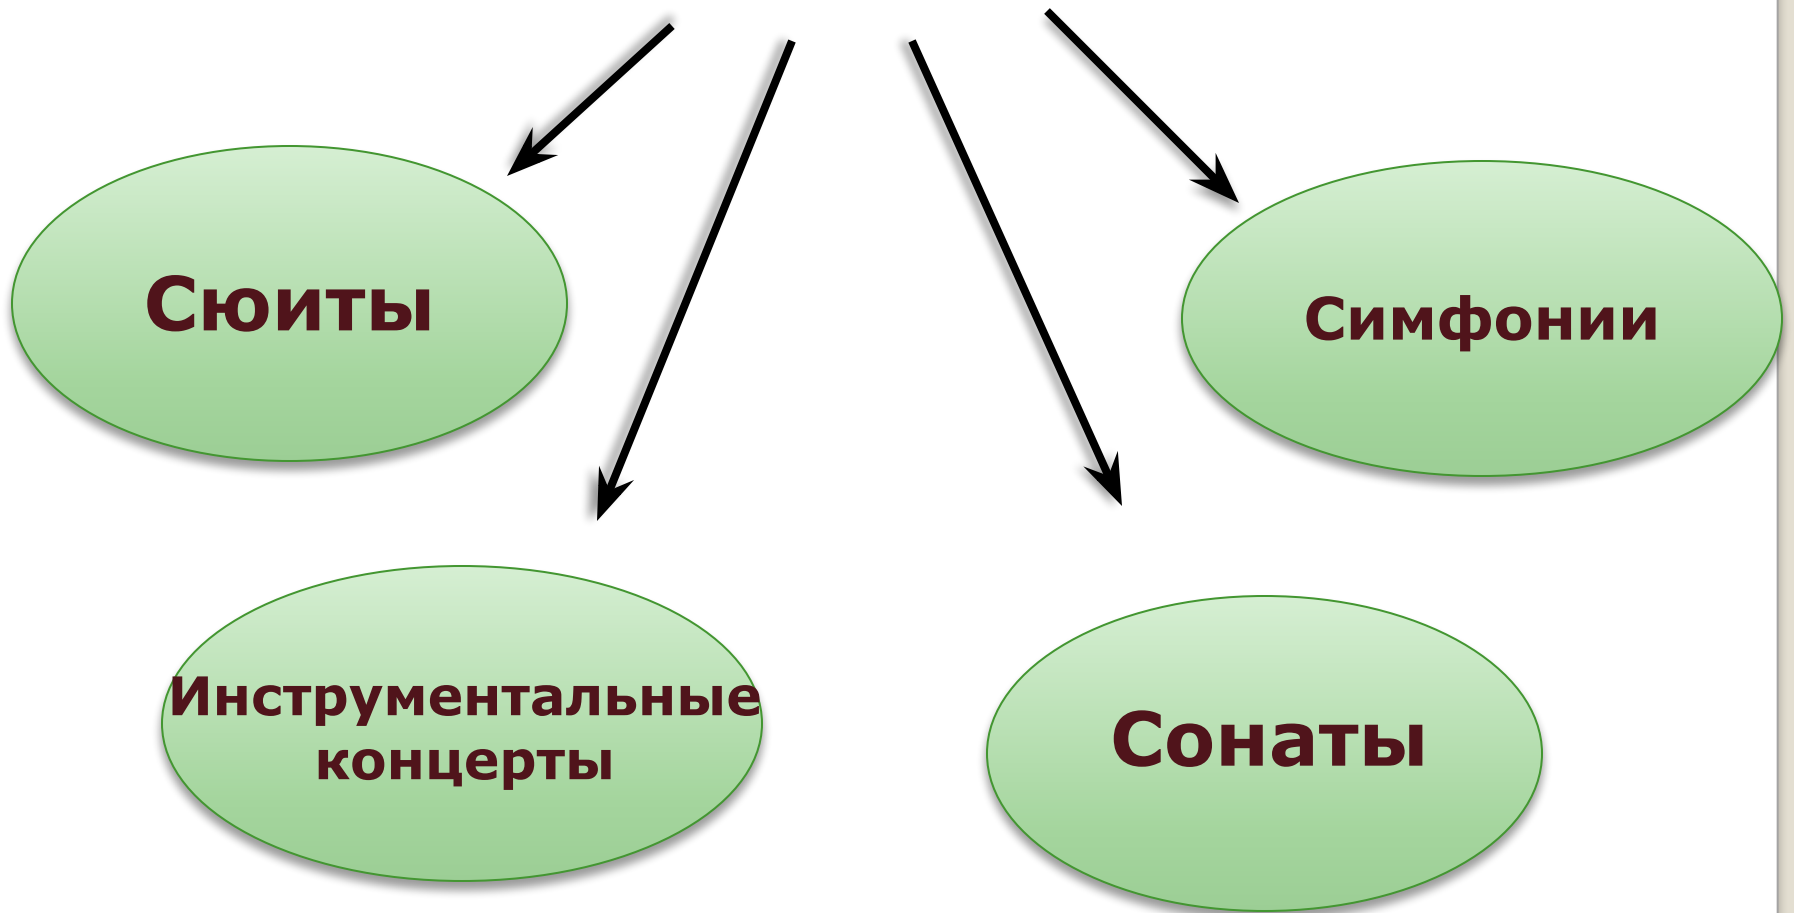 Сюиты
Симфонии
Инструментальные
концерты
Сонаты